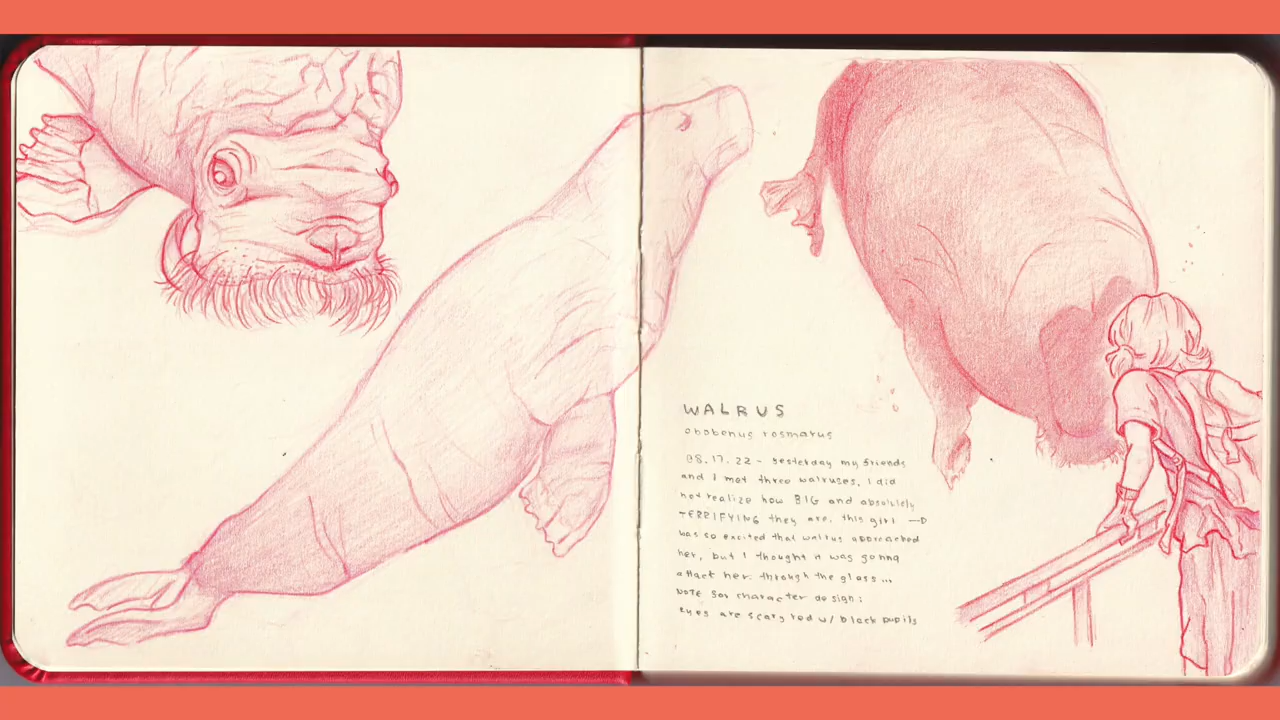 WALRUS
obobenus rosmarus
08.17.22 - yesterday my friends
and I met three walruses. I did
not realize how BIG and absolutely
TERRIFYING they are. this girl →
was so excited that walrus approached
her, but I thought it was gonna
attack her through the glass...
NOTE for character design:
Eyes are scary red w/ black pupils